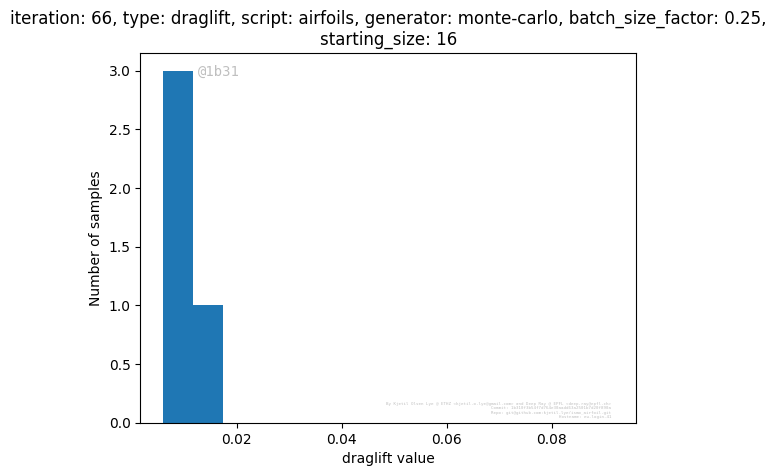 iteration: 66, type: draglift, script: airfoils, generator: monte-carlo, batch_size_factor: 0.25,
starting_size: 16
@1b31
3.0
2.5
2.0
1.5
1.0
0.5
0.0
Number of samples
0.02 0.04 0.06 0.08
draglift value